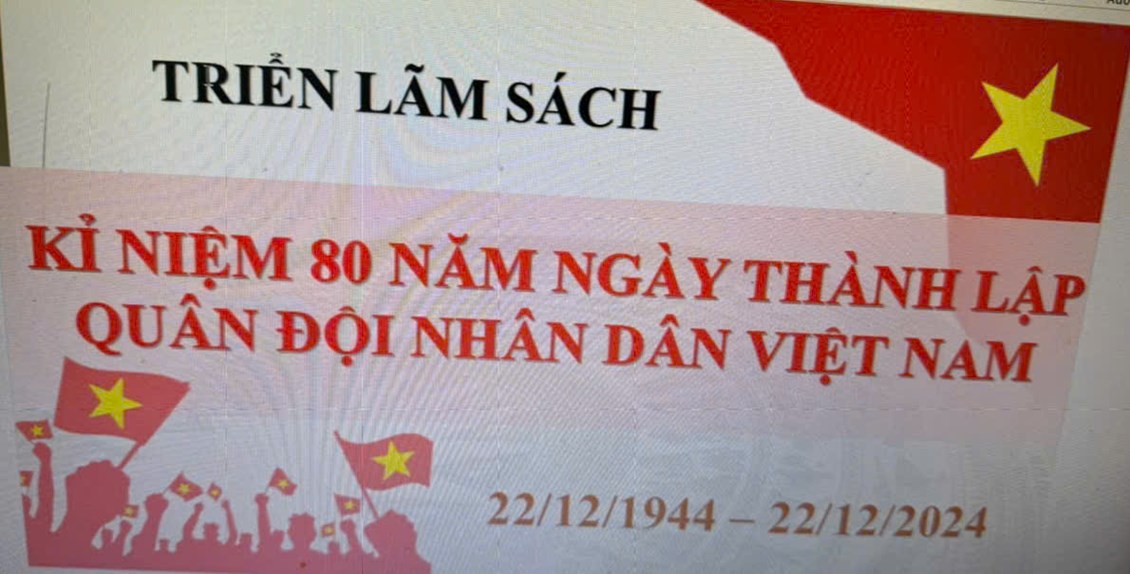 TRIỂN LÃM SÁCH
KỈ NIỆM 80 NĂM NGÀY THÀNH LẬP
QUÂN ĐỘI NHÂN DÂN VIỆT NAM
22/12/1944 – 22/12/2024